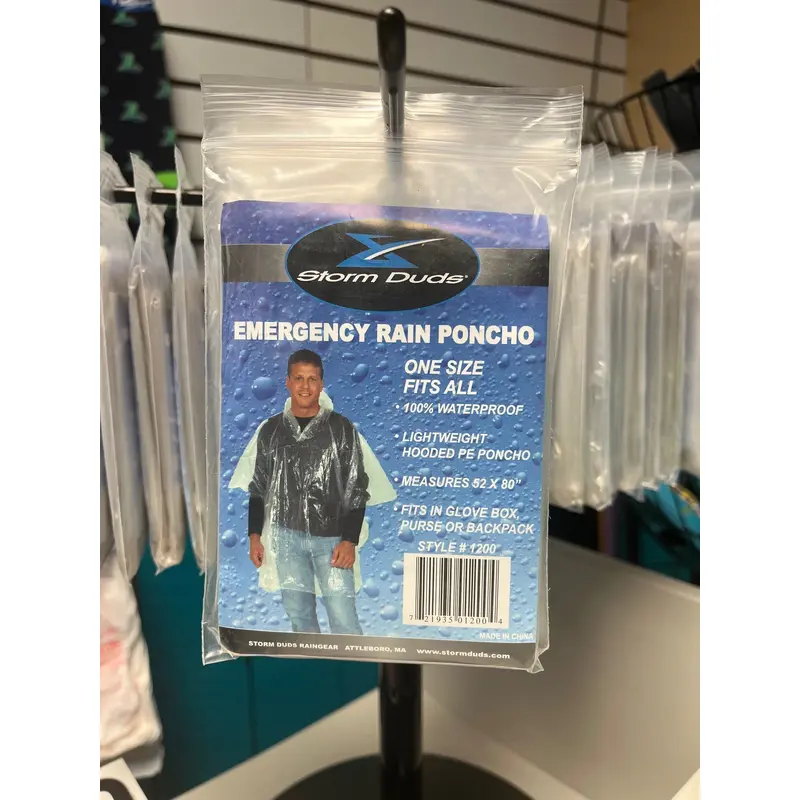 Storm Duds®
EMERGENCY RAIN PONCHO
ONE SIZE
FITS ALL
• 100% WATERPROOF
• LIGHTWEIGHT
HOODED PE PONCHO
• MEASURES 52 X 80"
• FITS IN GLOVE BOX,
PURSE OR BACKPACK
STYLE # 1200
7 21935 01200 4
MADE IN CHINA
STORM DUDS RAINGEAR ATTLEBORO, MA www.stormduds.com